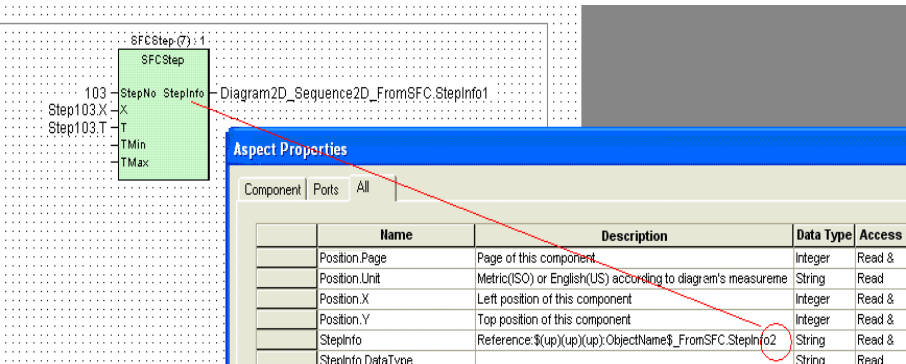 SFCStep (7) : 1
SFCStep
103 StepNo StepInfo Diagram2D_Sequence2D_FromSFC.StepInfo1
Step103.X X
Step103.T T
TMin
TMax
Aspect Properties
Component Ports All
Name Description Data Type Access
Position.Page Page of this component Integer Read &
Position.Unit Metric(ISO) or English(US) according to diagram's measureme String Read
Position.X Left position of this component Integer Read &
Position.Y Top position of this component Integer Read &
StepInfo Reference:$(up)(up)(up):ObjectName$_FromSFC.StepInfo2 String Read &
StepInfo.DataType String Read